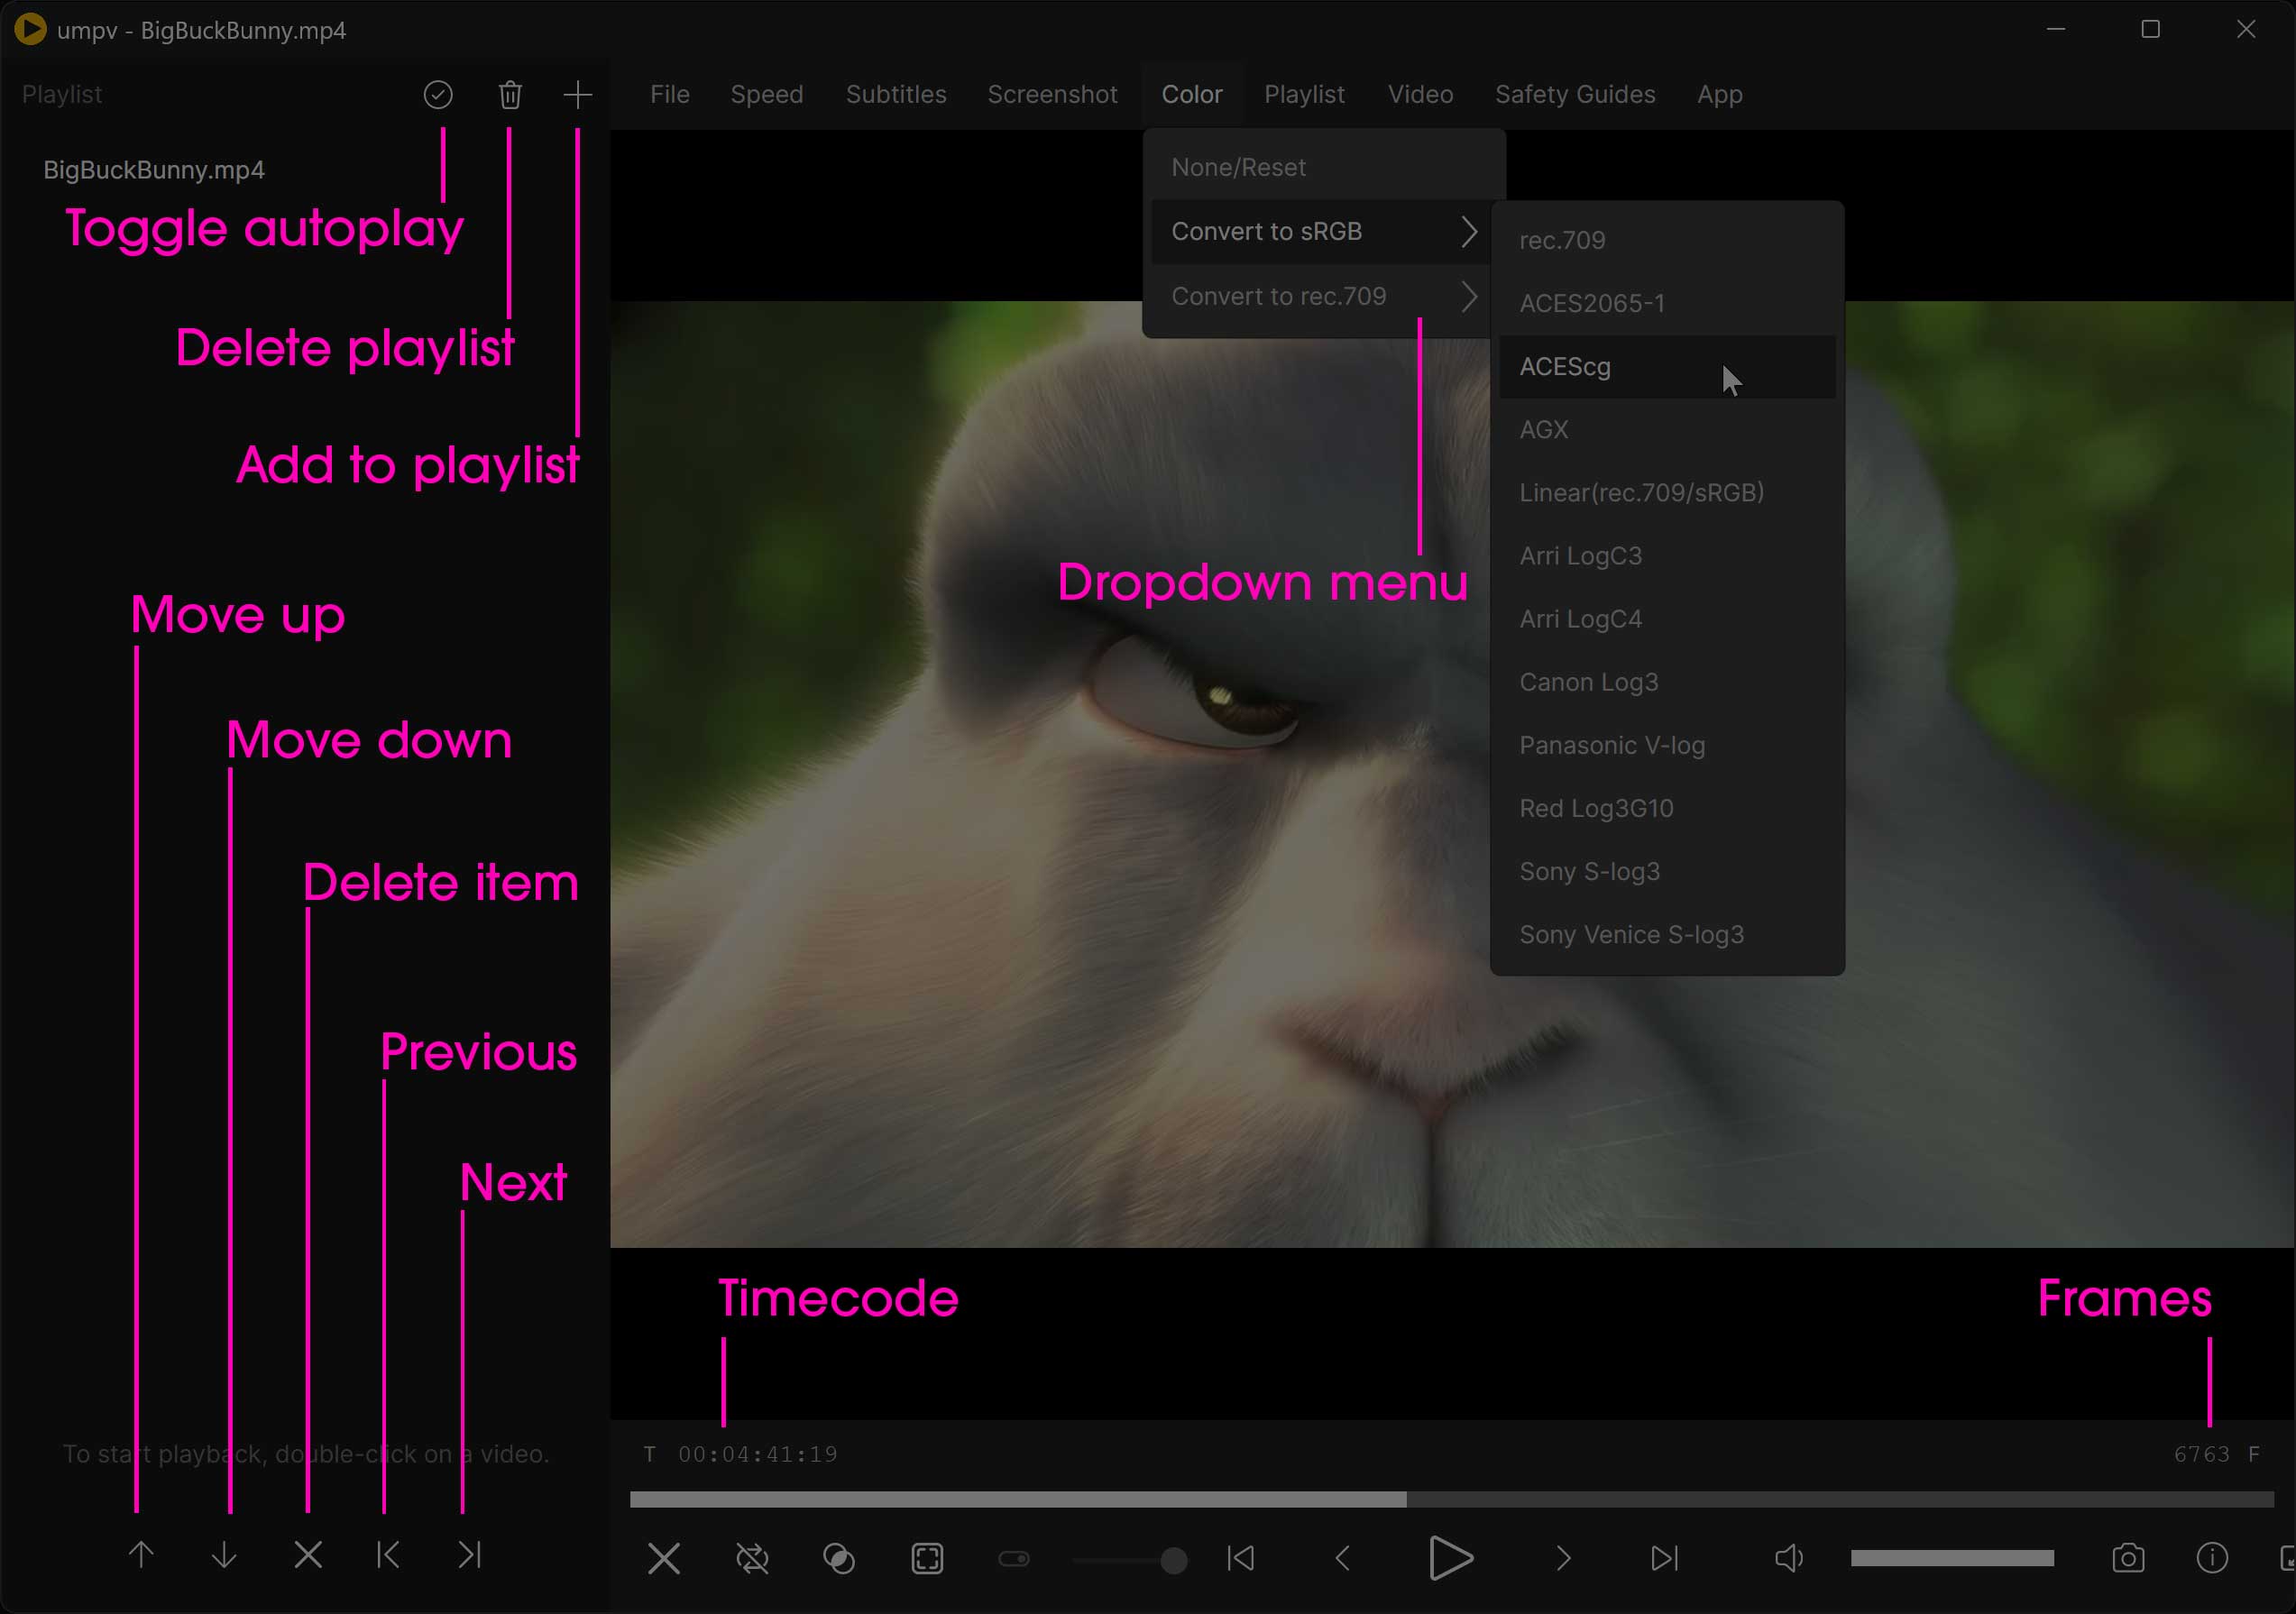 umpv - BigBuckBunny.mp4
Playlist
File Speed Subtitles Screenshot Color Playlist Video Safety Guides App
BigBuckBunny.mp4
Toggle autoplay
Delete playlist
Add to playlist
None/Reset
Convert to sRGB
Convert to rec.709
rec.709
ACES2065-1
ACEScg
AGX
Linear(rec.709/sRGB)
Arri LogC3
Arri LogC4
Canon Log3
Panasonic V-log
Red Log3G10
Sony S-log3
Sony Venice S-log3
Dropdown menu
Move up
Move down
Delete item
Previous
Next
Timecode
Frames
To start playback, double-click on a video.
T 00:04:41:19
6763 F